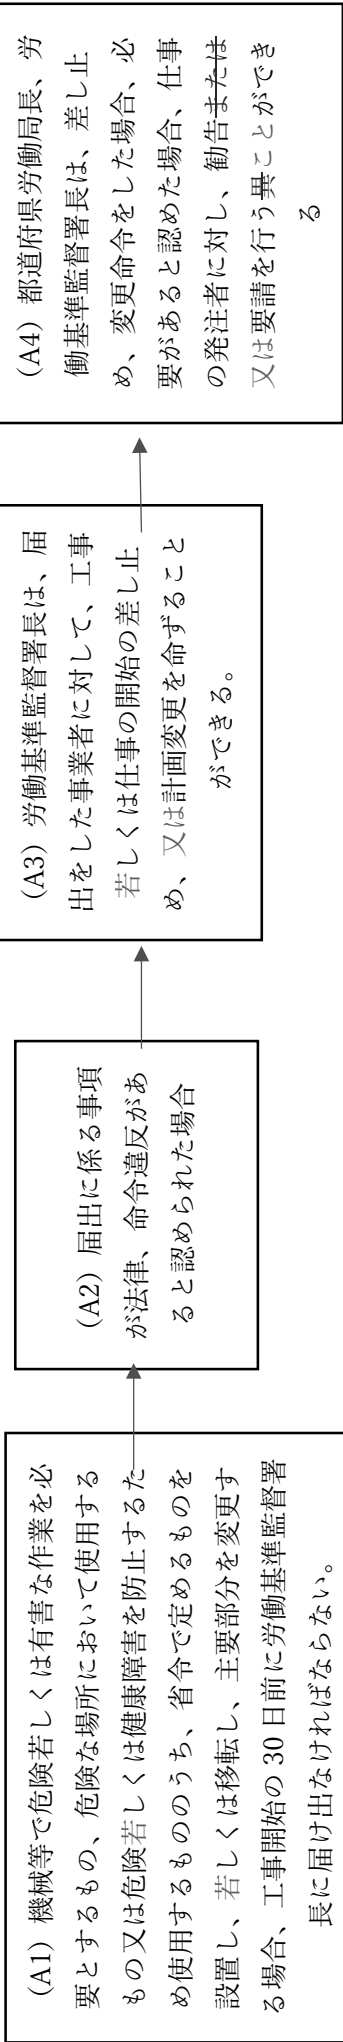 (A1) 機械等で危険若しくは有害な作業を必
要とするもの、危険な場所において使用する
もの又は危険若しくは健康障害を防止するた
め使用するもののうち、省令で定めるものを
設置し、若しくは移転し、主要部分を変更す
る場合、工事開始の 30 日前に労働基準監督署
長に届け出なければならない。
(A2) 届出に係る事項
が法律、命令違反があ
ると認められた場合
(A3) 労働基準監督署長は、届
出をした事業者に対して、工事
若しくは仕事の開始の差し止
め、又は計画変更を命ずること
ができる。
(A4) 都道府県労働局長、労
働基準監督署長は、差し止
め、変更命令をした場合、必
要があると認めた場合、仕事
の発注者に対し、勧告または
又は要請を行う異ことができ
る